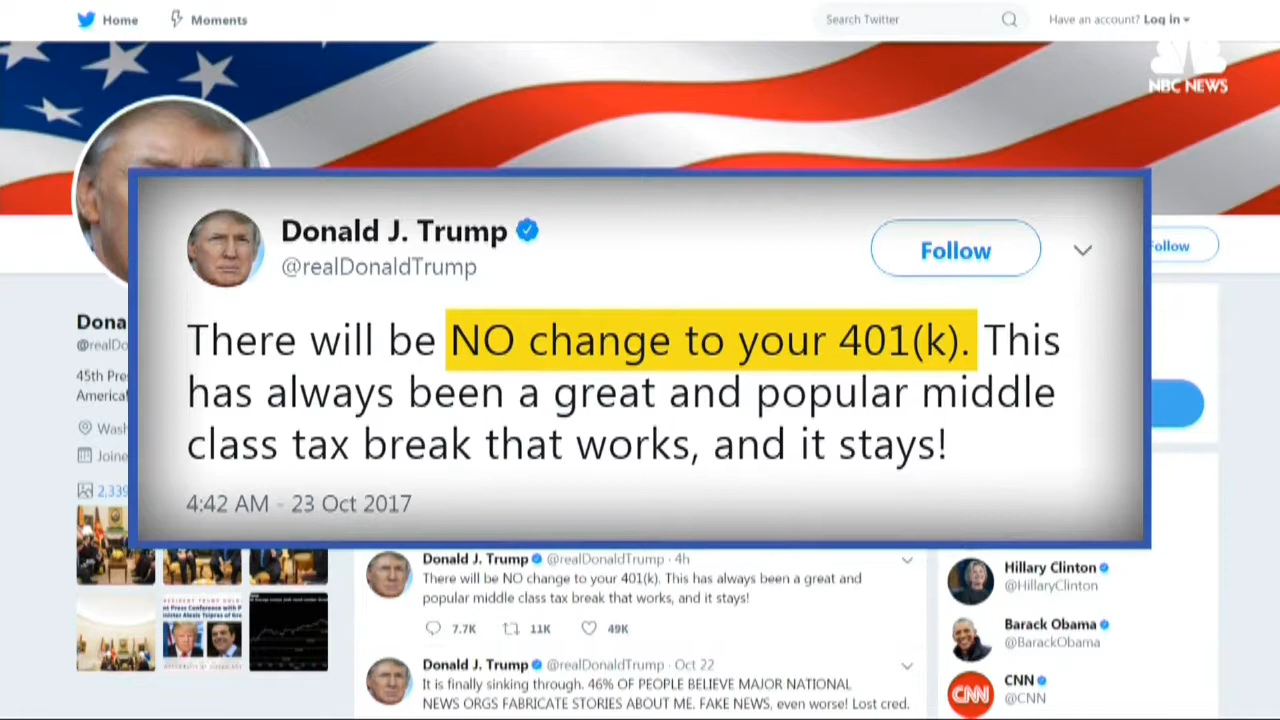 Home
Moments
Search Twitter
Have an account? Log in
NBC NEWS
Donald J. Trump
@realDonaldTrump
Follow
There will be NO change to your 401(k). This
has always been a great and popular middle
class tax break that works, and it stays!
4:42 AM - 23 Oct 2017
ollow
Dona
@realDo
45th Pre
America
Wash
Joine
2,339
Donald J. Trump @realDonaldTrump · 4h
There will be NO change to your 401(k). This has always been a great and
popular middle class tax break that works, and it stays!
7.7K 11K 49K
Donald J. Trump @realDonaldTrump · Oct 22
It is finally sinking through. 46% OF PEOPLE BELIEVE MAJOR NATIONAL
NEWS ORGS FABRICATE STORIES ABOUT ME. FAKE NEWS, even worse! Lost cred.
Hillary Clinton
@HillaryClinton
Barack Obama
@BarackObama
CNN
CNN
@CNN